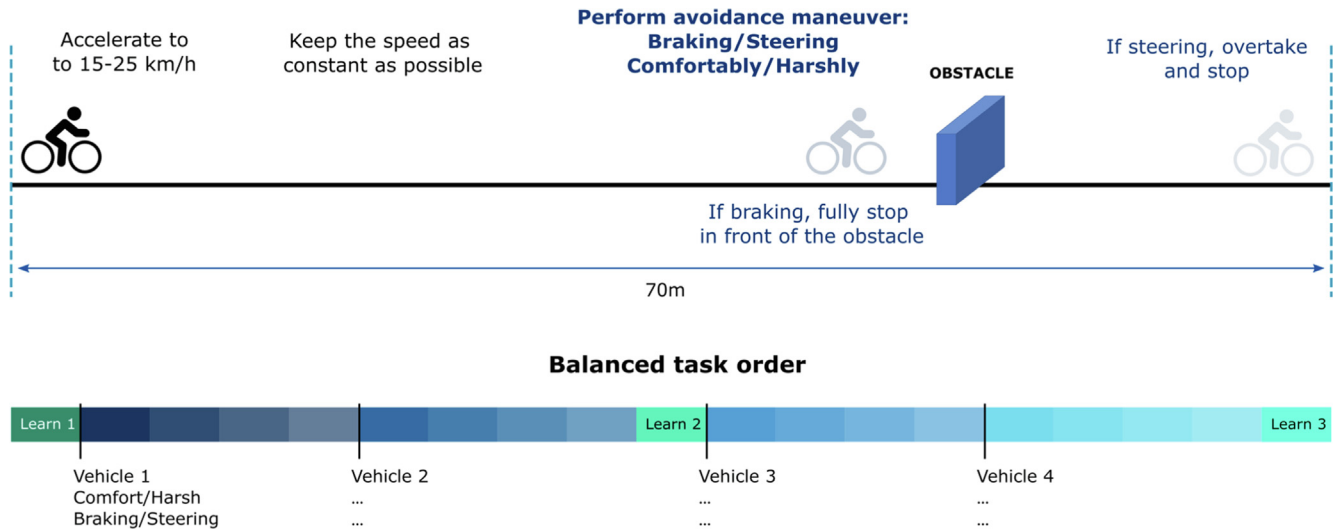 Accelerate to
to 15-25 km/h
Keep the speed as
constant as possible
Perform avoidance maneuver:
Braking/Steering
Comfortably/Harshly
OBSTACLE
If steering, overtake
and stop
If braking, fully stop
in front of the obstacle
70m
Balanced task order
Learn 1
Learn 2
Learn 3
Vehicle 1
Comfort/Harsh
Braking/Steering
Vehicle 2
...
...
Vehicle 3
...
...
Vehicle 4
...
...